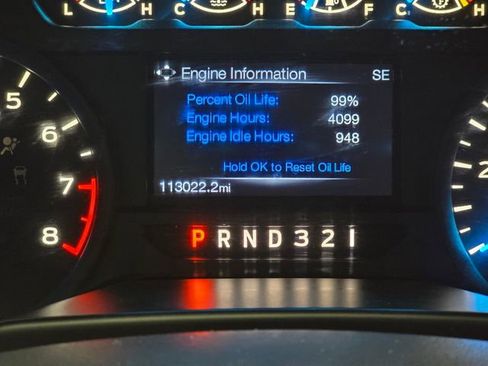 L H C H E F C H
Engine Information SE
Percent Oil Life: 99%
Engine Hours: 4099
Engine Idle Hours: 948
Hold OK to Reset Oil Life
113022.2mi
5
6
7
8
2
P R N D 3 2 1